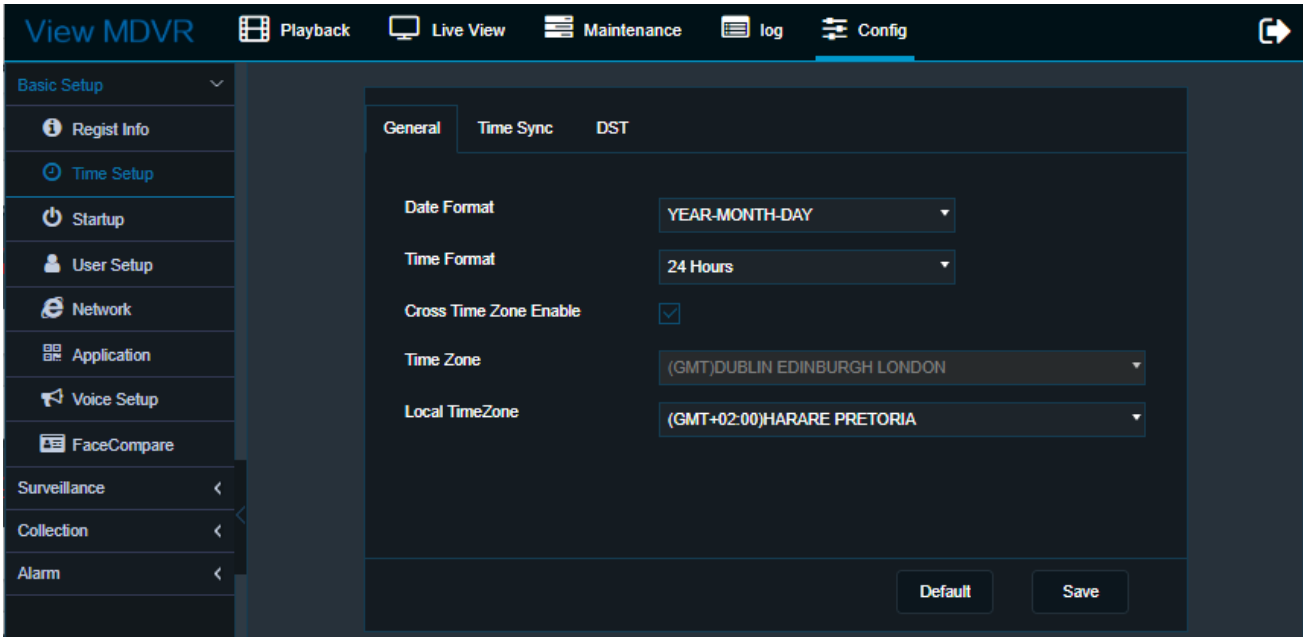 View MDVR Playback Live View Maintenance log Config
Basic Setup
Regist Info
Time Setup
Startup
User Setup
Network
Application
Voice Setup
FaceCompare
Surveillance
Collection
Alarm
General Time Sync DST
Date Format YEAR-MONTH-DAY
Time Format 24 Hours
Cross Time Zone Enable
Time Zone (GMT)DUBLIN EDINBURGH LONDON
Local TimeZone (GMT+02:00)HARARE PRETORIA
Default Save